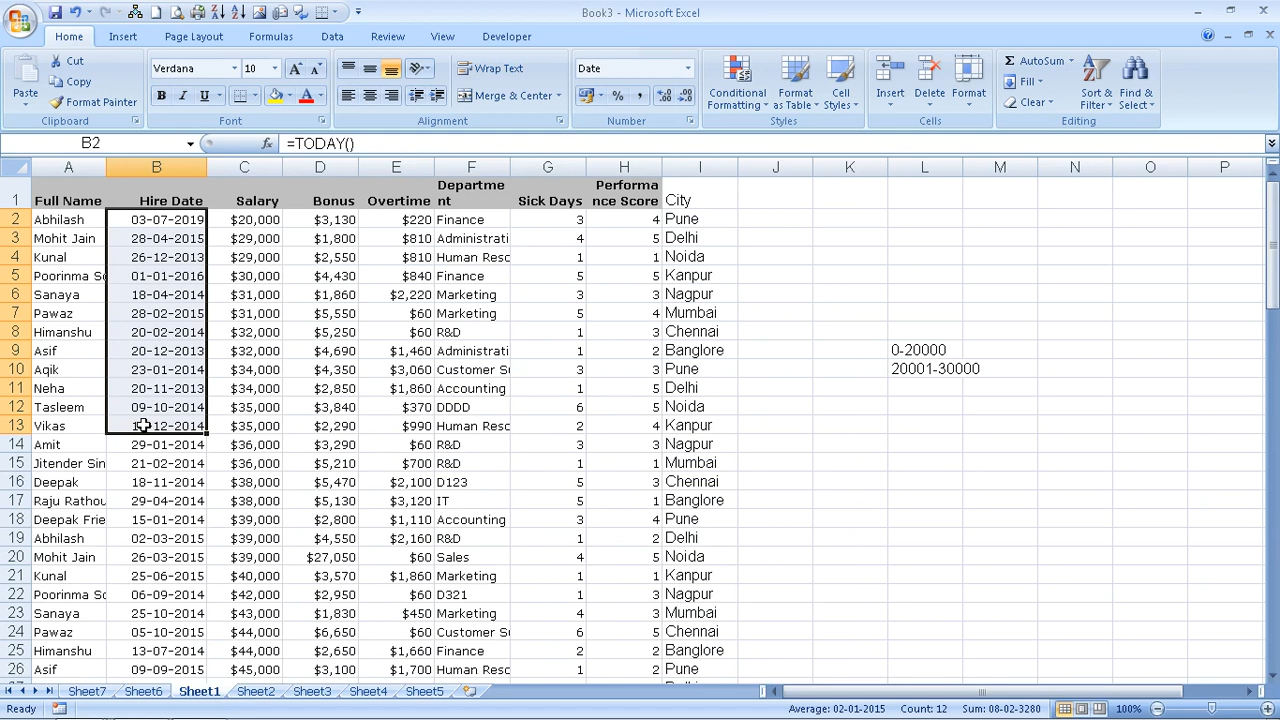 Book3 - Microsoft Excel
Home Insert Page Layout Formulas Data Review View Developer
Paste Cut Copy Format Painter Clipboard
Verdana 10 B I U A Font
Wrap Text Merge & Center Alignment
Date % , Number
Conditional Formatting Format as Table Cell Styles Styles
Insert Delete Format Cells
AutoSum Fill Clear Sort & Filter Find & Select Editing
B2 fx =TODAY()
A B C D E F G H I J K L M N O P
1 Full Name Hire Date Salary Bonus Overtime Departme nt Sick Days Performa nce Score City
2 Abhilash 03-07-2019 $20,000 $3,130 $220 Finance 3 4 Pune
3 Mohit Jain 28-04-2015 $29,000 $1,800 $810 Administrati 4 5 Delhi
4 Kunal 26-12-2013 $29,000 $2,550 $810 Human Reso 1 1 Noida
5 Poorinma So 01-01-2016 $30,000 $4,430 $840 Finance 5 5 Kanpur
6 Sanaya 18-04-2014 $31,000 $1,860 $2,220 Marketing 3 3 Nagpur
7 Pawaz 28-02-2015 $31,000 $5,550 $60 Marketing 5 4 Mumbai
8 Himanshu 20-02-2014 $32,000 $5,250 $60 R&D 1 3 Chennai
9 Asif 20-12-2013 $32,000 $4,690 $1,460 Administrati 1 2 Banglore 0-20000
10 Aqik 23-01-2014 $34,000 $4,350 $3,060 Customer S 3 3 Pune 20001-30000
11 Neha 20-11-2013 $34,000 $2,850 $1,860 Accounting 1 5 Delhi
12 Tasleem 09-10-2014 $35,000 $3,840 $370 DDDD 6 5 Noida
13 Vikas $35,000 $2,290 $990 Human Reso 2 4 Kanpur
14 Amit 29-01-2014 $36,000 $3,290 $60 R&D 3 3 Nagpur
15 Jitender Sin 21-02-2014 $36,000 $5,210 $700 R&D 1 1 Mumbai
16 Deepak 18-11-2014 $38,000 $5,470 $2,100 D123 5 3 Chennai
17 Raju Rathou 29-04-2014 $38,000 $5,130 $3,120 IT 5 1 Banglore
18 Deepak Frie 15-01-2014 $39,000 $2,800 $1,110 Accounting 3 4 Pune
19 Abhilash 02-03-2015 $39,000 $4,550 $2,160 R&D 1 2 Delhi
20 Mohit Jain 26-03-2015 $39,000 $27,050 $60 Sales 4 5 Noida
21 Kunal 25-06-2015 $40,000 $3,570 $1,860 Marketing 1 1 Kanpur
22 Poorinma So 06-09-2014 $42,000 $2,950 $60 D321 1 3 Nagpur
23 Sanaya 25-10-2014 $43,000 $1,830 $450 Marketing 4 3 Mumbai
24 Pawaz 05-10-2015 $44,000 $6,650 $60 Customer S 6 5 Chennai
25 Himanshu 13-07-2014 $44,000 $2,650 $1,660 Finance 2 2 Banglore
26 Asif 09-09-2015 $45,000 $3,100 $1,700 Human Reso 1 2 Pune
Sheet7 Sheet6 Sheet1 Sheet2 Sheet3 Sheet4 Sheet5
Ready Average: 02-01-2015 Count: 12 Sum: 08-02-3280 100%